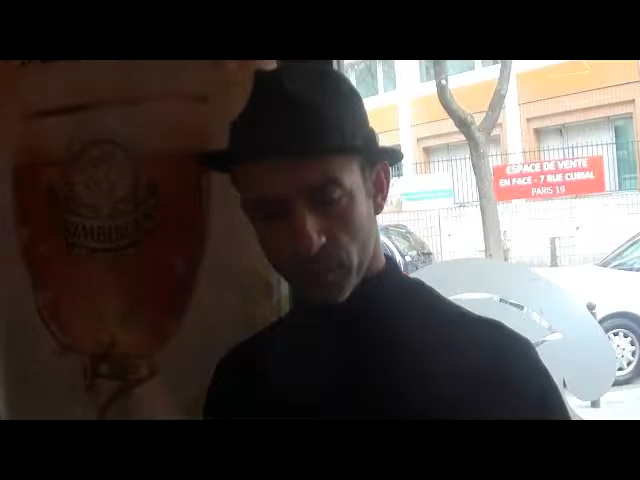 ESPACE DE VENTE
EN FACE - 7 RUE CURIAL
PARIS 19